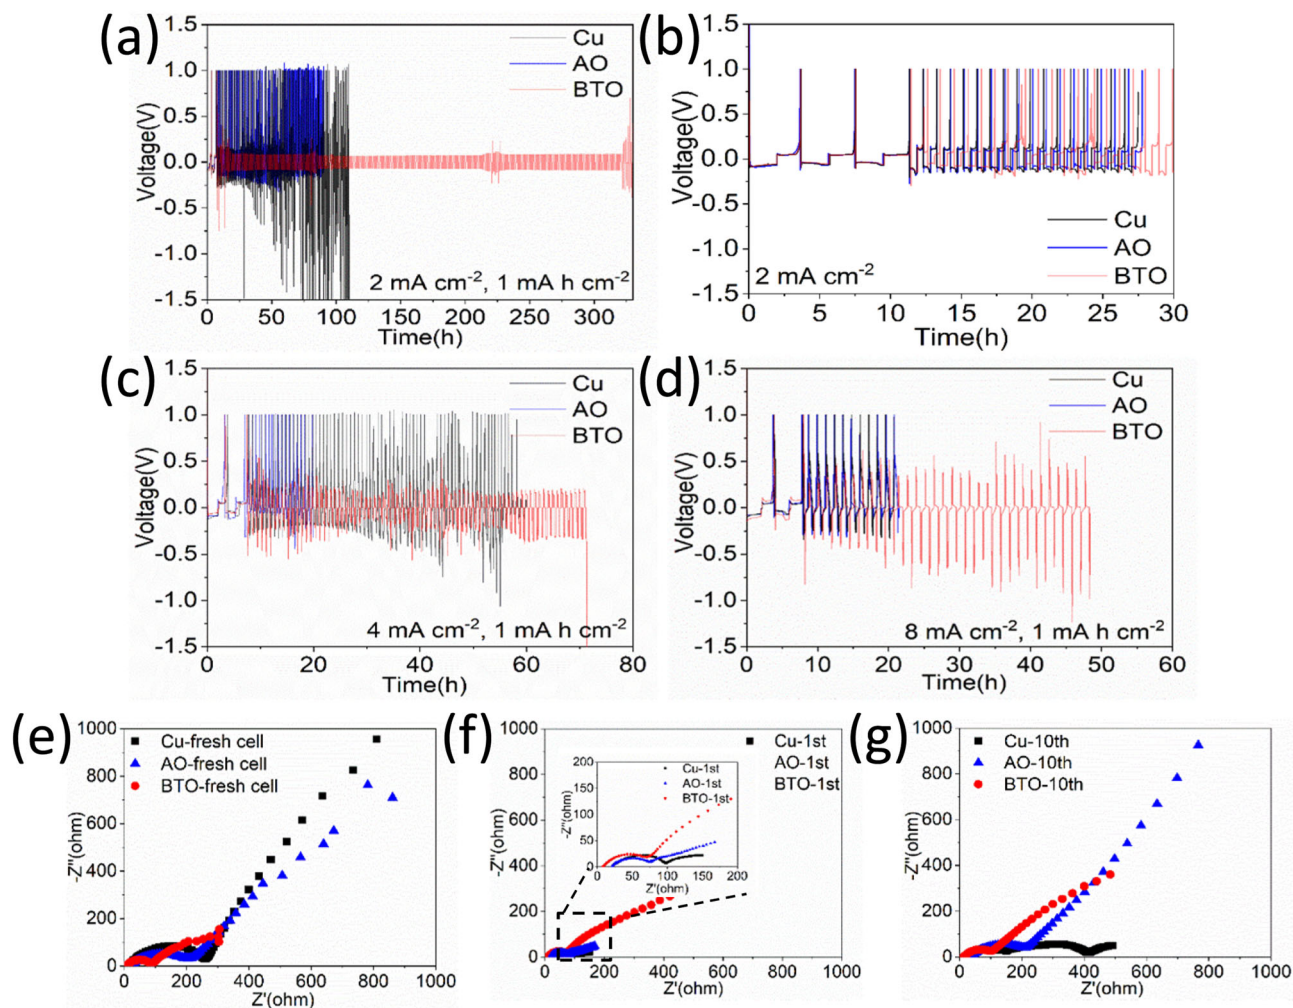 (a)
1.5
1.0
0.5
0.0
-0.5
-1.0
-1.5
Voltage(V)
Cu
AO
BTO
2 mA cm-2, 1 mA h cm-2
0 50 100 150 200 250 300
Time(h)
(b)
1.5
1.0
0.5
0.0
-0.5
-1.0
-1.5
Voltage(V)
Cu
AO
BTO
2 mA cm-2
0 5 10 15 20 25 30
Time(h)
(c)
1.5
1.0
0.5
0.0
-0.5
-1.0
-1.5
Voltage(V)
Cu
AO
BTO
4 mA cm-2, 1 mA h cm-2
0 20 40 60 80
Time(h)
(d)
1.5
1.0
0.5
0.0
-0.5
-1.0
-1.5
Voltage(V)
Cu
AO
BTO
8 mA cm-2, 1 mA h cm-2
0 10 20 30 40 50 60
Time(h)
(e)
1000
800
600
400
200
0
-Z''(ohm)
Cu-fresh cell
AO-fresh cell
BTO-fresh cell
0 200 400 600 800 1000
Z'(ohm)
(f)
1000
800
600
400
200
0
-Z''(ohm)
Cu-1st
AO-1st
BTO-1st
200
150
100
50
0
-Z''(ohm)
Cu-1st
AO-1st
BTO-1st
0 50 100 150 200
Z'(ohm)
0 200 400 600 800 1000
Z'(ohm)
(g)
1000
800
600
400
200
0
-Z''(ohm)
Cu-10th
AO-10th
BTO-10th
0 200 400 600 800 1000
Z'(ohm)